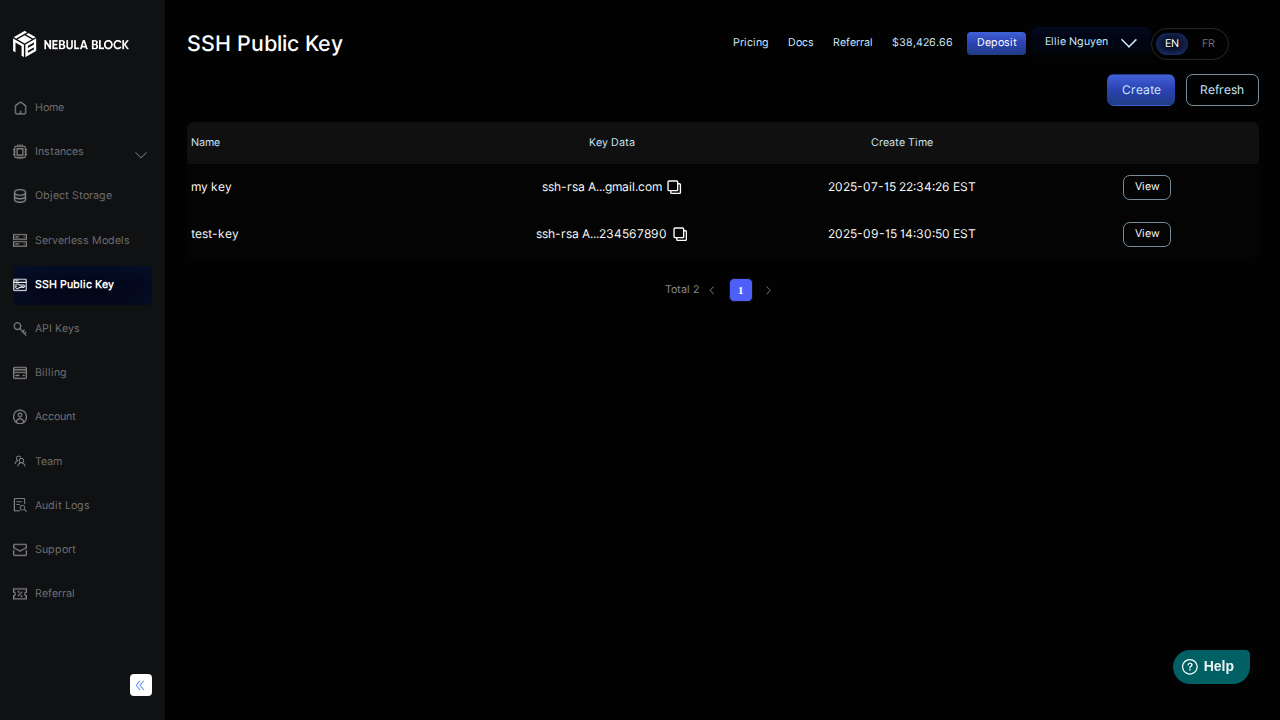 NEBULA BLOCK
SSH Public Key
Pricing
Docs
Referral
$38,426.66
Deposit
Ellie Nguyen
EN
FR
Create
Refresh
Home
Instances
Object Storage
Serverless Models
SSH Public Key
API Keys
Billing
Account
Team
Audit Logs
Support
Referral
Name Key Data Create Time
my key ssh-rsa A...gmail.com 2025-07-15 22:34:26 EST View
test-key ssh-rsa A...234567890 2025-09-15 14:30:50 EST View
Total 2 1
Help